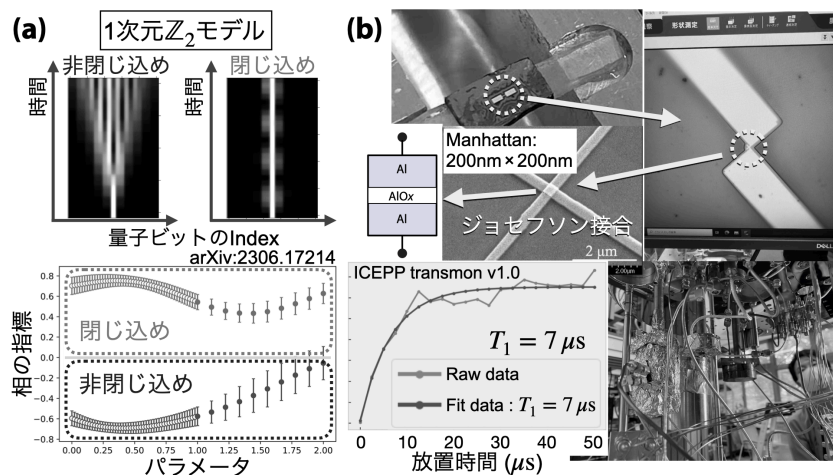 (a)
1次元ℤ₂モデル
非閉じ込め
閉じ込め
時間
時間
量子ビットのIndex
arXiv:2306.17214
0.8
0.6
0.4
0.2
0.0
−0.2
−0.4
−0.6
−0.8
相の指標
閉じ込め
非閉じ込め
0.00 0.25 0.50 0.75 1.00 1.25 1.50 1.75 2.00
パラメータ
(b)
形状測定
Manhattan:
200nm×200nm
Al
AlOx
Al
ジョセフソン接合
2 μm
DELL
ICEPP transmon v1.0
T₁ = 7 μs
Raw data
Fit data : T₁ = 7 μs
0 10 20 30 40 50
放置時間 (μs)
2.00μm